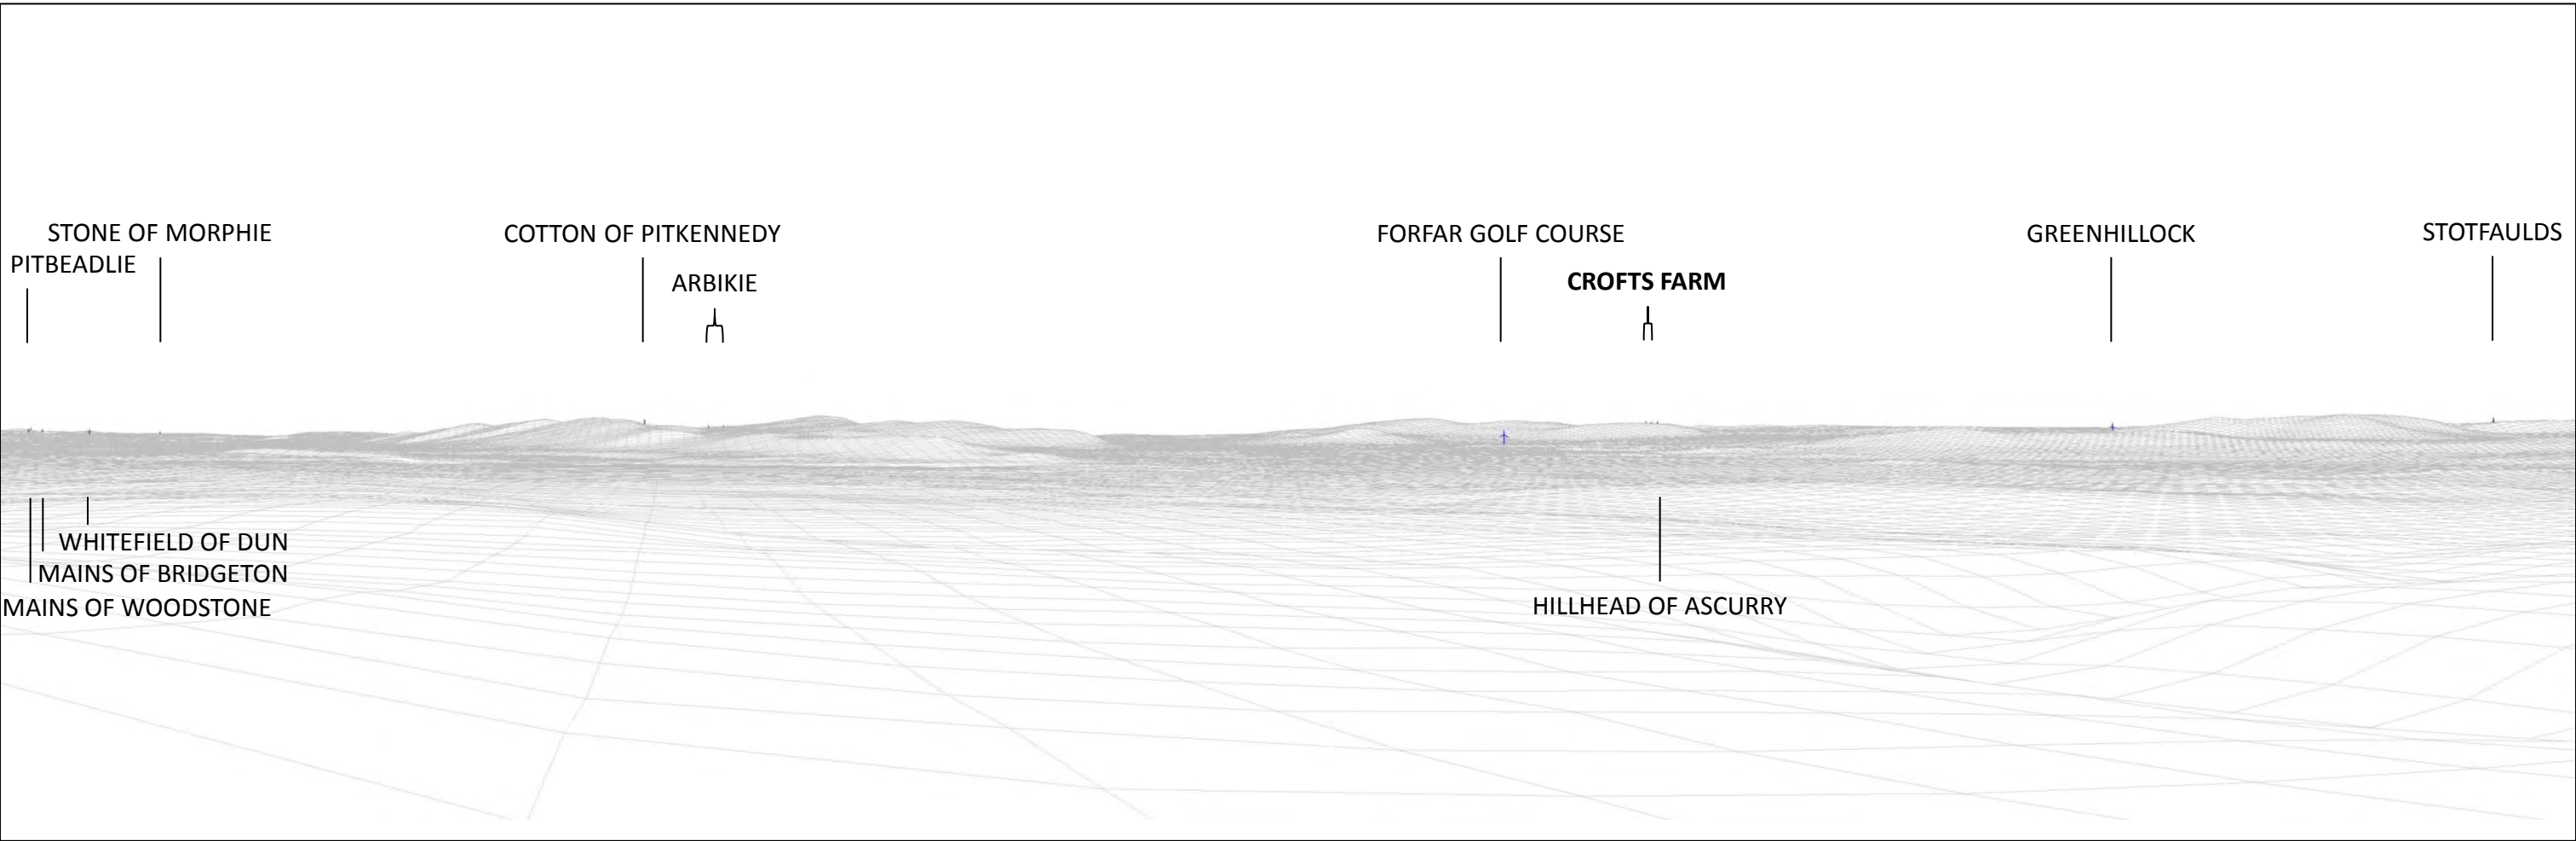 STONE OF MORPHIE
COTTON OF PITKENNEDY
FORFAR GOLF COURSE
GREENHILLOCK
STOTFAULDS
PITBEADLIE
ARBIKIE
CROFTS FARM
WHITEFIELD OF DUN
MAINS OF BRIDGETON
MAINS OF WOODSTONE
HILLHEAD OF ASCURRY